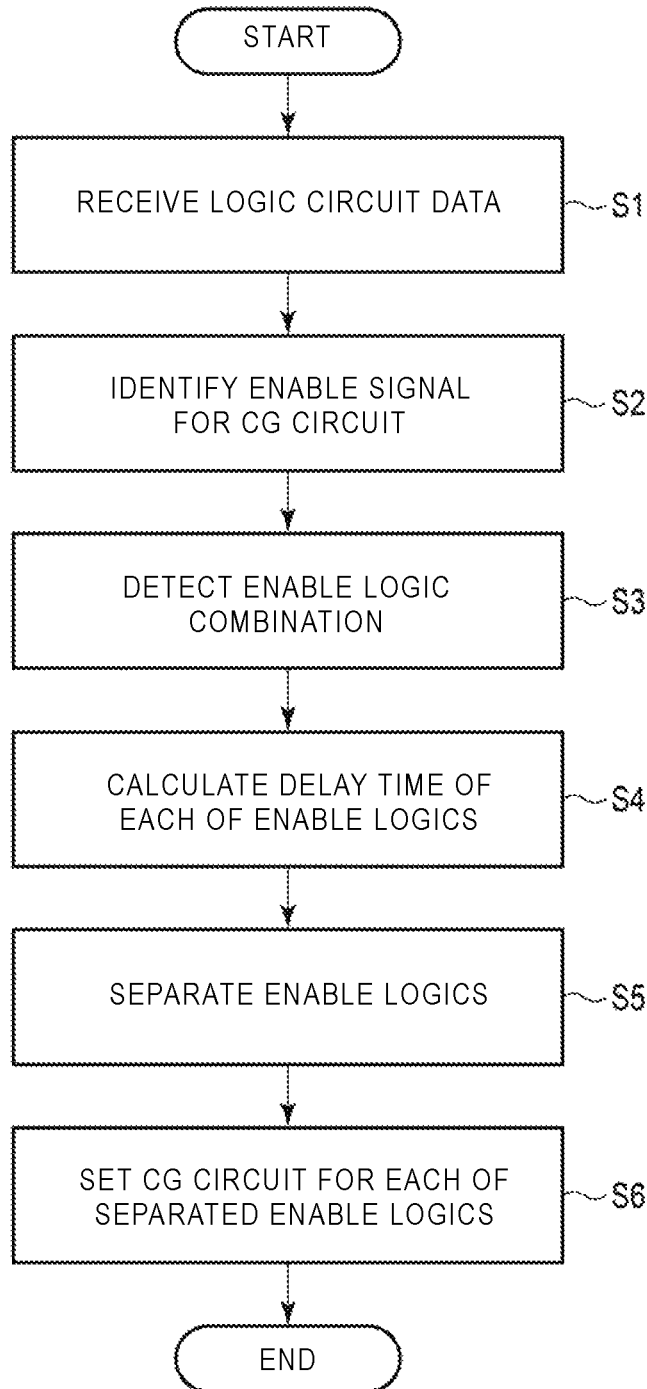 START
RECEIVE LOGIC CIRCUIT DATA
S1
IDENTIFY ENABLE SIGNAL
FOR CG CIRCUIT
S2
DETECT ENABLE LOGIC
COMBINATION
S3
CALCULATE DELAY TIME OF
EACH OF ENABLE LOGICS
S4
SEPARATE ENABLE LOGICS
S5
SET CG CIRCUIT FOR EACH OF
SEPARATED ENABLE LOGICS
S6
END